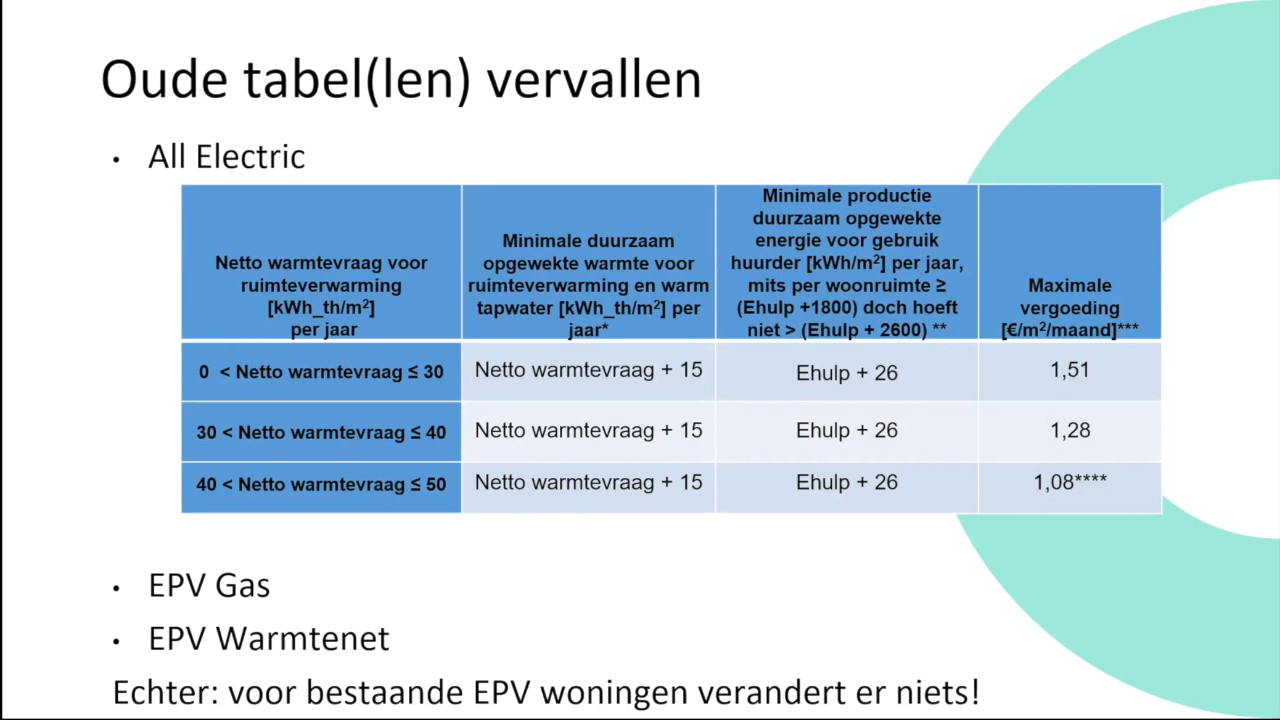 Oude tabel(len) vervallen
• All Electric
Netto warmtevraag voor
ruimteverwarming
[kWh_th/m²]
per jaar
Minimale duurzaam
opgewekte warmte voor
ruimteverwarming en warm
tapwater [kWh_th/m²] per
jaar*
Minimale productie
duurzaam opgewekte
energie voor gebruik
huurder [kWh/m²] per jaar,
mits per woonruimte ≥
(Ehulp +1800) doch hoeft
niet > (Ehulp + 2600) **
Maximale
vergoeding
[€/m²/maand]***
0 < Netto warmtevraag ≤ 30
Netto warmtevraag + 15
Ehulp + 26
1,51
30 < Netto warmtevraag ≤ 40
Netto warmtevraag + 15
Ehulp + 26
1,28
40 < Netto warmtevraag ≤ 50
Netto warmtevraag + 15
Ehulp + 26
1,08****
• EPV Gas
• EPV Warmtenet
Echter: voor bestaande EPV woningen verandert er niets!